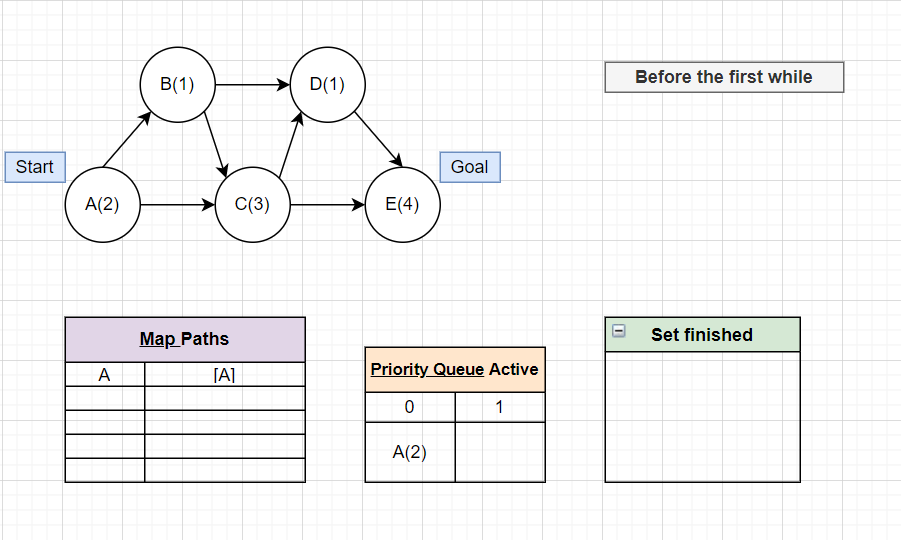 B(1)
D(1)
Before the first while
Start
Goal
A(2)
C(3)
E(4)
Map Paths
A
[A]
Priority Queue Active
0
1
A(2)
Set finished